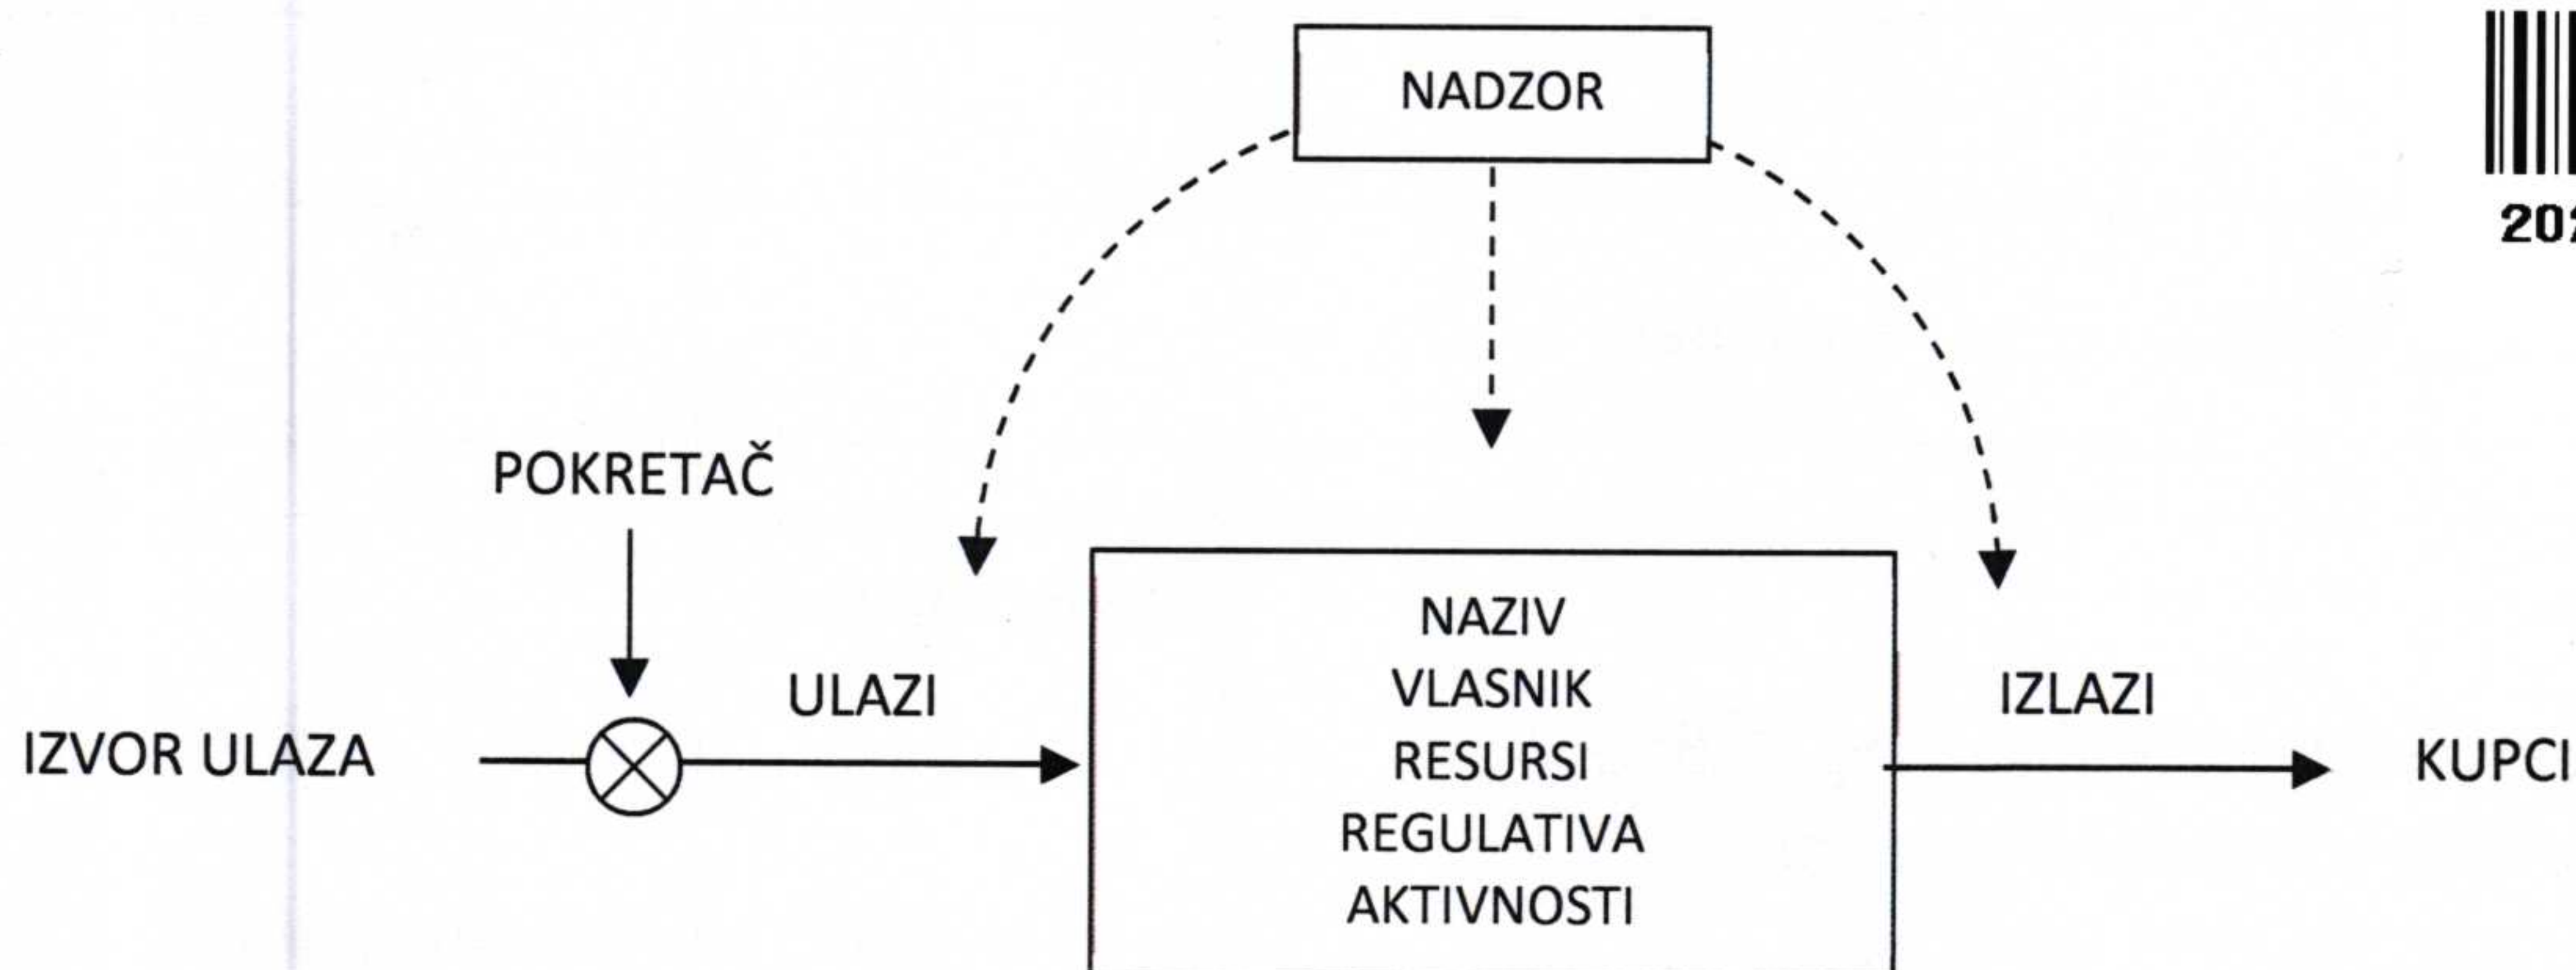 NADZOR
POKRETAČ
ULAZI
IZVOR ULAZA
NAZIV
VLASNIK
RESURSI
REGULATIVA
AKTIVNOSTI
IZLAZI
KUPCI